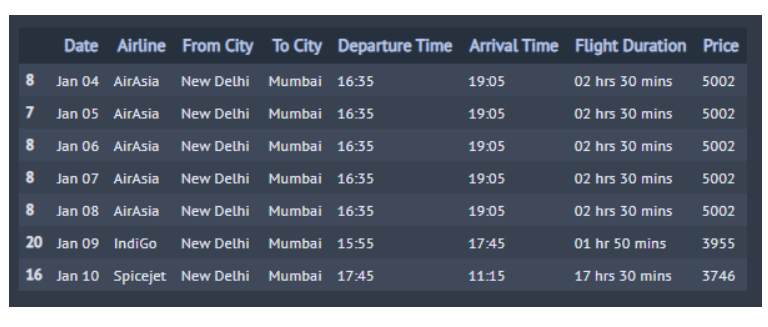 Date Airline From City To City Departure Time Arrival Time Flight Duration Price
8 Jan 04 AirAsia New Delhi Mumbai 16:35 19:05 02 hrs 30 mins 5002
7 Jan 05 AirAsia New Delhi Mumbai 16:35 19:05 02 hrs 30 mins 5002
8 Jan 06 AirAsia New Delhi Mumbai 16:35 19:05 02 hrs 30 mins 5002
8 Jan 07 AirAsia New Delhi Mumbai 16:35 19:05 02 hrs 30 mins 5002
8 Jan 08 AirAsia New Delhi Mumbai 16:35 19:05 02 hrs 30 mins 5002
20 Jan 09 IndiGo New Delhi Mumbai 15:55 17:45 01 hr 50 mins 3955
16 Jan 10 Spicejet New Delhi Mumbai 17:45 11:15 17 hrs 30 mins 3746